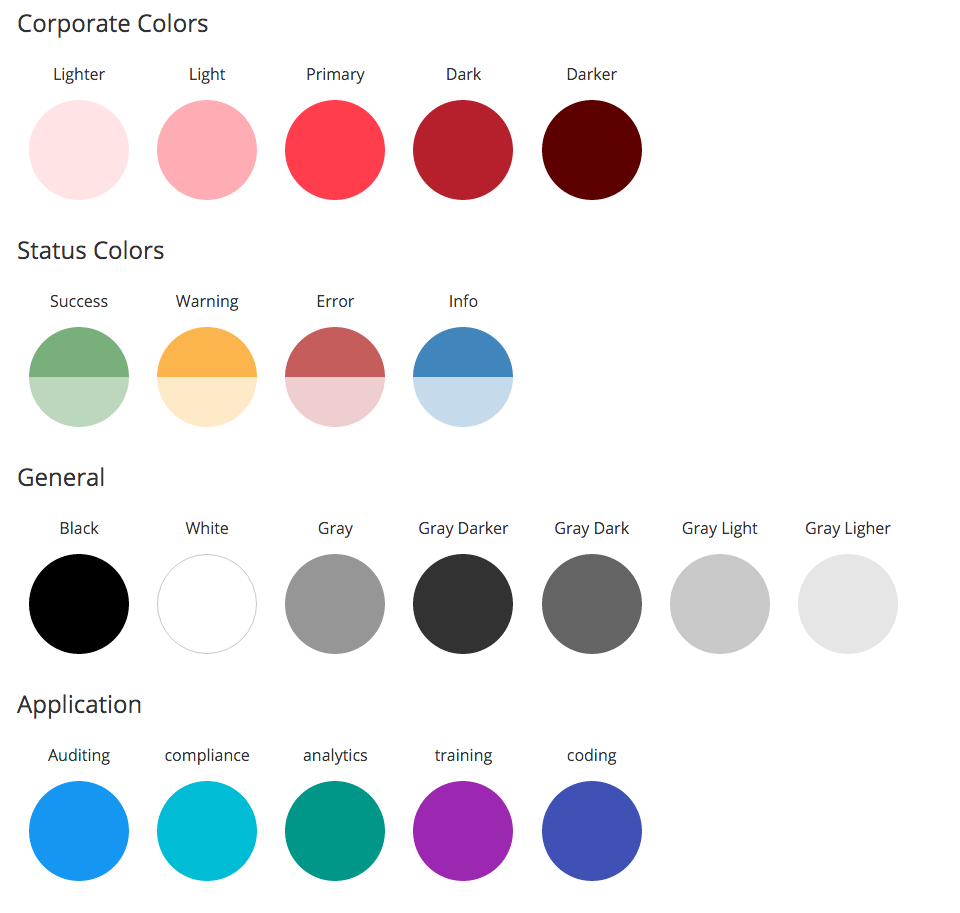 Corporate Colors
Lighter Light Primary Dark Darker
Status Colors
Success Warning Error Info
General
Black White Gray Gray Darker Gray Dark Gray Light Gray Ligher
Application
Auditing compliance analytics training coding